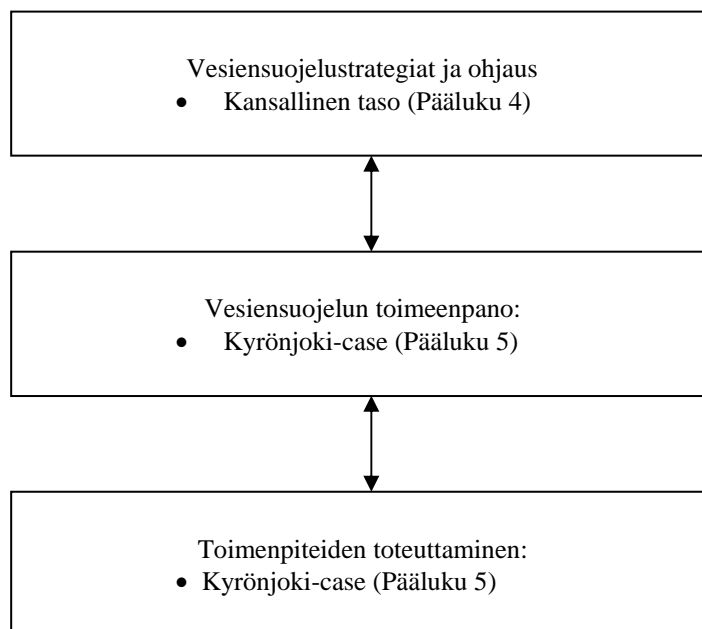 Vesiensuojelustrategiat ja ohjaus
• Kansallinen taso (Pääluku 4)
Vesiensuojelun toimeenpano:
• Kyrönjoki-case (Pääluku 5)
Toimenpiteiden toteuttaminen:
• Kyrönjoki-case (Pääluku 5)